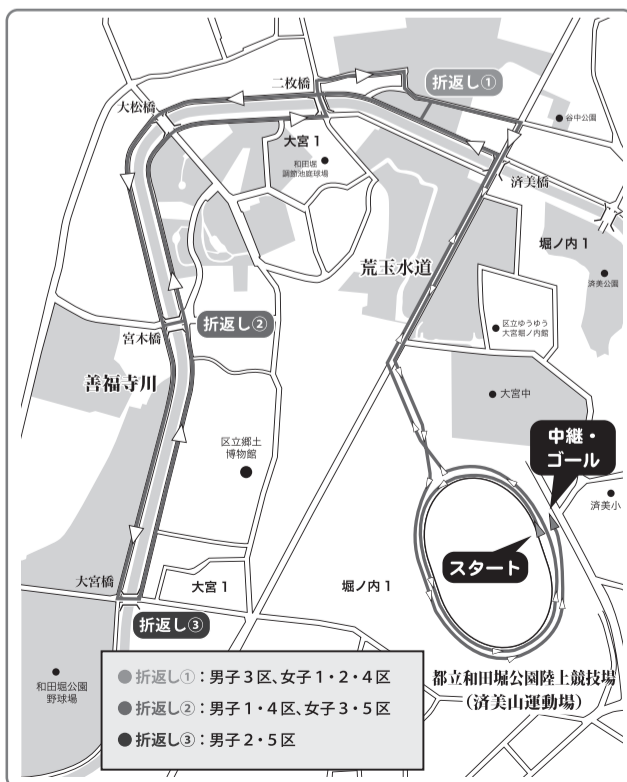 二枚橋
折返し①
大松橋
谷中公園
大宮 1
和田堀
調節池庭球場
済美橋
堀ノ内 1
荒玉水道
済美公園
折返し②
区立ゆうゆう
大宮堀ノ内館
宮木橋
善福寺川
大宮中
中継・
ゴール
区立郷土
博物館
済美小
スタート
大宮橋
大宮 1
堀ノ内 1
折返し③
都立和田堀公園陸上競技場
(済美山運動場)
和田堀公園
野球場
●折返し①：男子３区、女子１・２・４区
●折返し②：男子１・４区、女子３・５区
●折返し③：男子２・５区